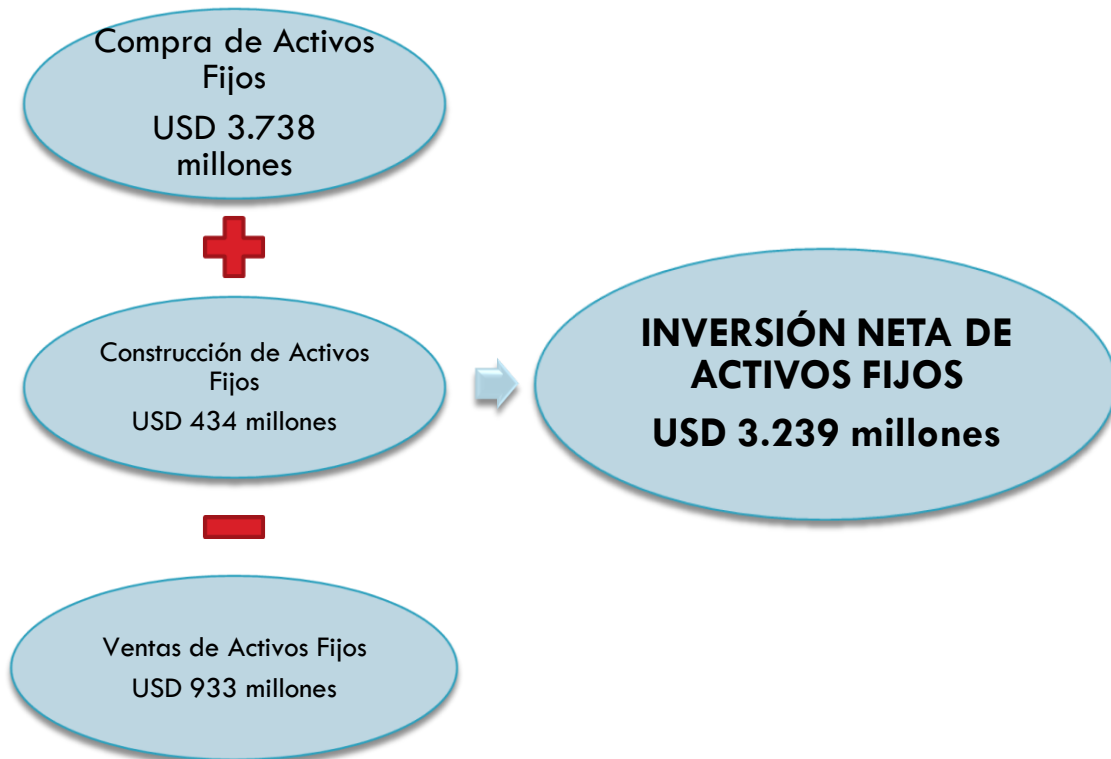 Compra de Activos
Fijos
USD 3.738
millones
Construcción de Activos
Fijos
USD 434 millones
Ventas de Activos Fijos
USD 933 millones
INVERSIÓN NETA DE
ACTIVOS FIJOS
USD 3.239 millones